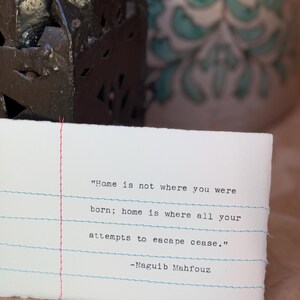 "Home is not where you were
born; home is where all your
attempts to escape cease."
-Naguib Mahfouz